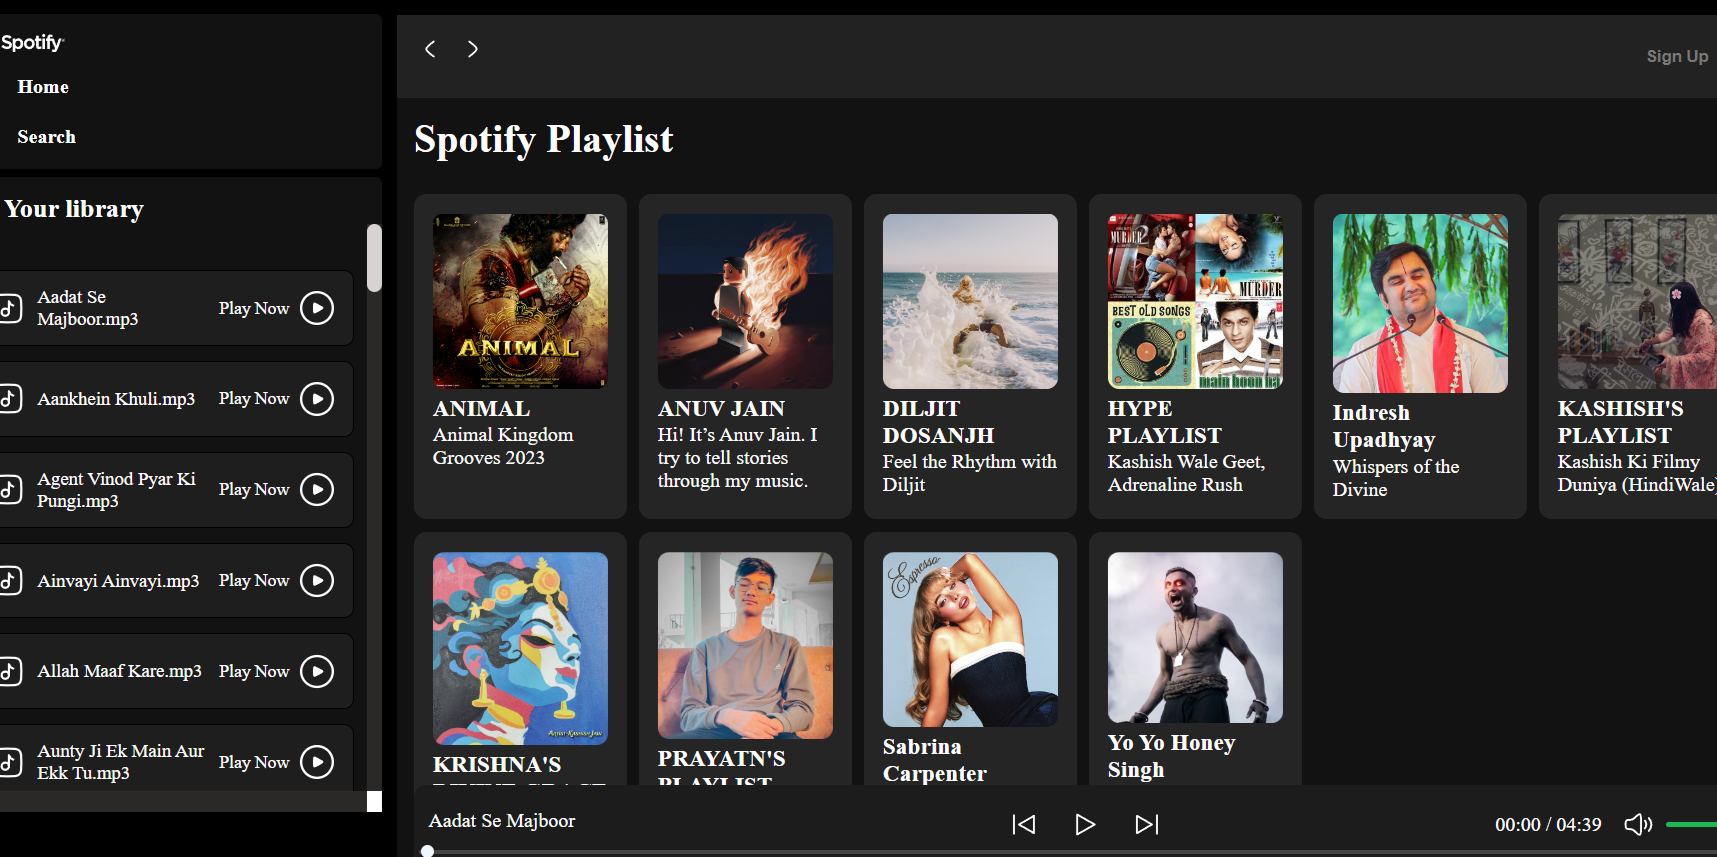 Spotify
Home
Search
Your library
Aadat Se
Majboor.mp3
Play Now
Aankhein Khuli.mp3
Play Now
Agent Vinod Pyar Ki
Pungi.mp3
Play Now
Ainvayi Ainvayi.mp3
Play Now
Allah Maaf Kare.mp3
Play Now
Aunty Ji Ek Main Aur
Ekk Tu.mp3
Play Now
Sign Up
Spotify Playlist
ANIMAL
ANIMAL
Animal Kingdom
Grooves 2023
ANUV JAIN
Hi! It’s Anuv Jain. I
try to tell stories
through my music.
DILJIT
DOSANJH
Feel the Rhythm with
Diljit
MURDER 2
MURDER
BEST OLD SONGS
main hoon na
HYPE
PLAYLIST
Kashish Wale Geet,
Adrenaline Rush
Indresh
Upadhyay
Whispers of the
Divine
KASHISH'S
PLAYLIST
Kashish Ki Filmy
Duniya (HindiWale)
KRISHNA'S
DIVINE GRACE
PRAYATN'S
PLAYLIST
Espresso
Sabrina
Carpenter
Yo Yo Honey
Singh
Aadat Se Majboor
00:00 / 04:39